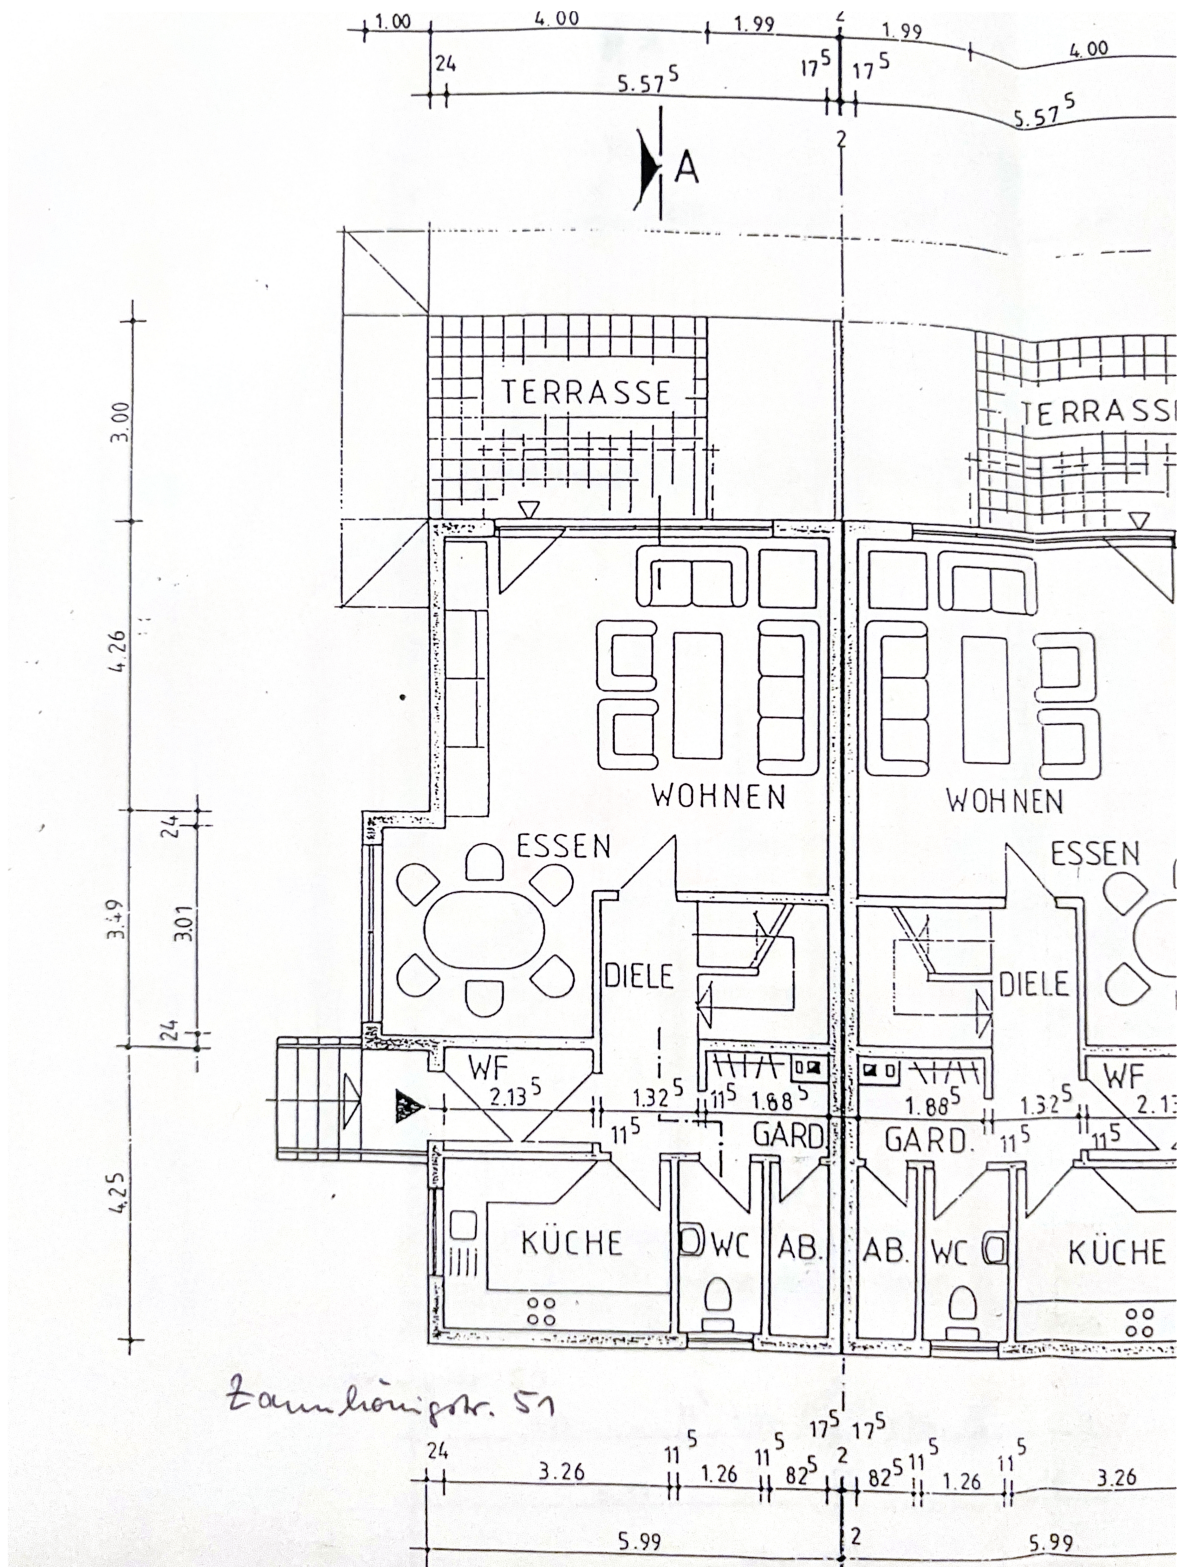 1.00 4.00 1.99 2 1.99 4.00
24 5.57⁵ 17⁵ 17⁵ 5.57⁵
2
A
TERRASSE TERRASSE
3.00
4.26
WOHNEN WOHNEN
24
ESSEN ESSEN
3.49 3.01
DIELE DIELE
24
WF WF
2.13⁵ 1.32⁵ 11⁵ 1.88⁵ 1.88⁵ 1.32⁵ 2.13
11⁵ GARD. GARD. 11⁵ 11⁵
4.25
KÜCHE WC AB. AB. WC KÜCHE
Zaunkönigstr. 51
17⁵ 17⁵
24 3.26 11⁵ 1.26 11⁵ 82⁵ 2 82⁵ 11⁵ 1.26 11⁵ 3.26
5.99 2 5.99